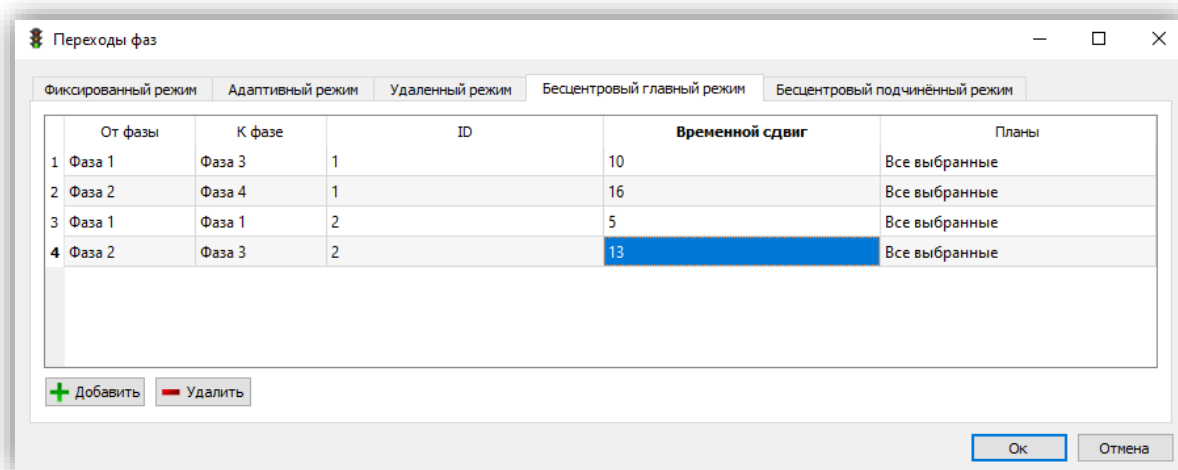 Переходы фаз
Фиксированный режим Адаптивный режим Удаленный режим Бесцентровый главный режим Бесцентровый подчинённый режим
От фазы К фазе ID Временной сдвиг Планы
1 Фаза 1 Фаза 3 1 10 Все выбранные
2 Фаза 2 Фаза 4 1 16 Все выбранные
3 Фаза 1 Фаза 1 2 5 Все выбранные
4 Фаза 2 Фаза 3 2 13 Все выбранные
Добавить Удалить
Ок Отмена